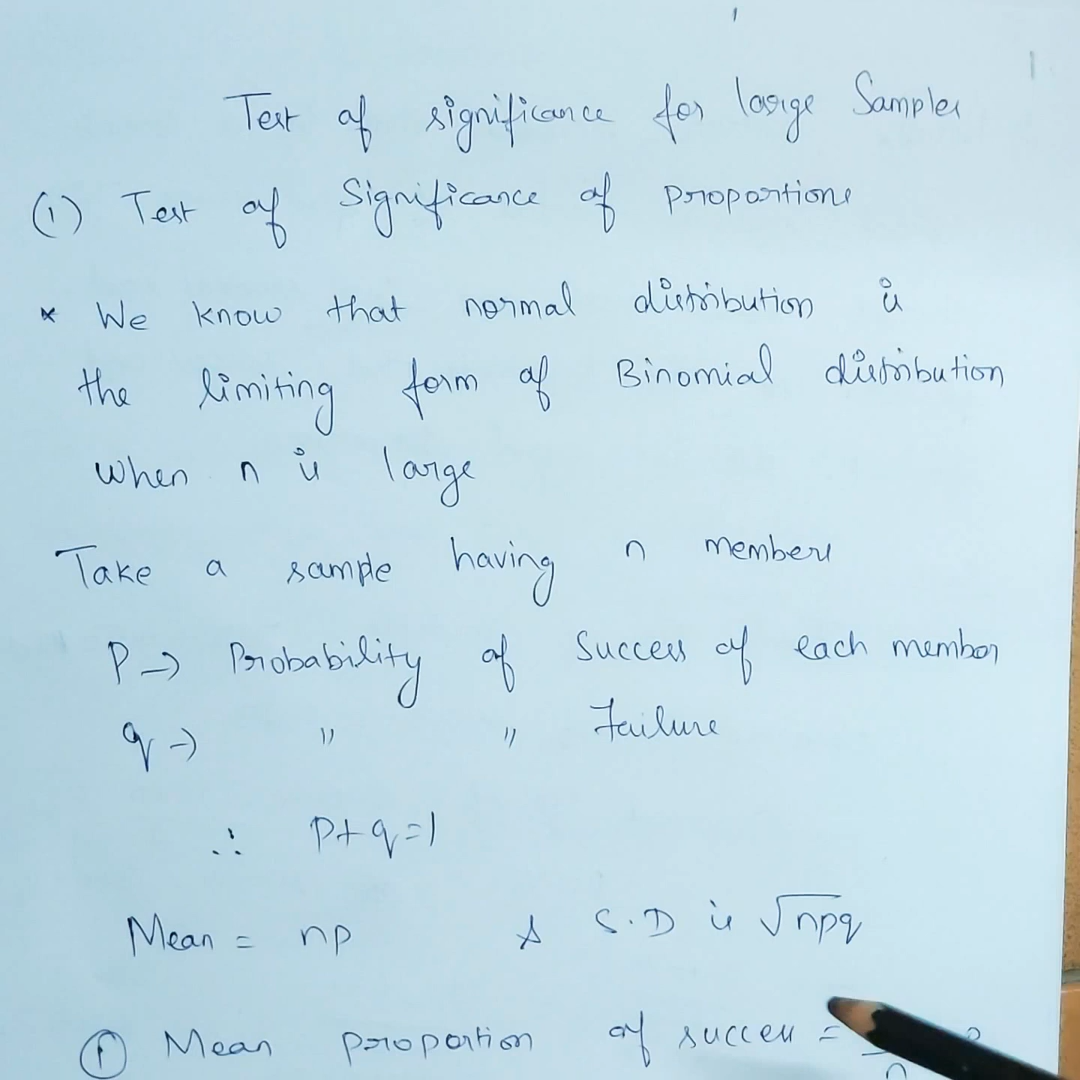 Test of significance for large Samples
(1) Test of Significance of proportions
* We know that normal distribution is
the limiting form of Binomial distribution
when n is large
Take a sample having n members
P → Probability of Success of each member
q → " " Failure
∴ P+q=1
Mean = np & S.D is √npq
(1) Mean proportion of success =